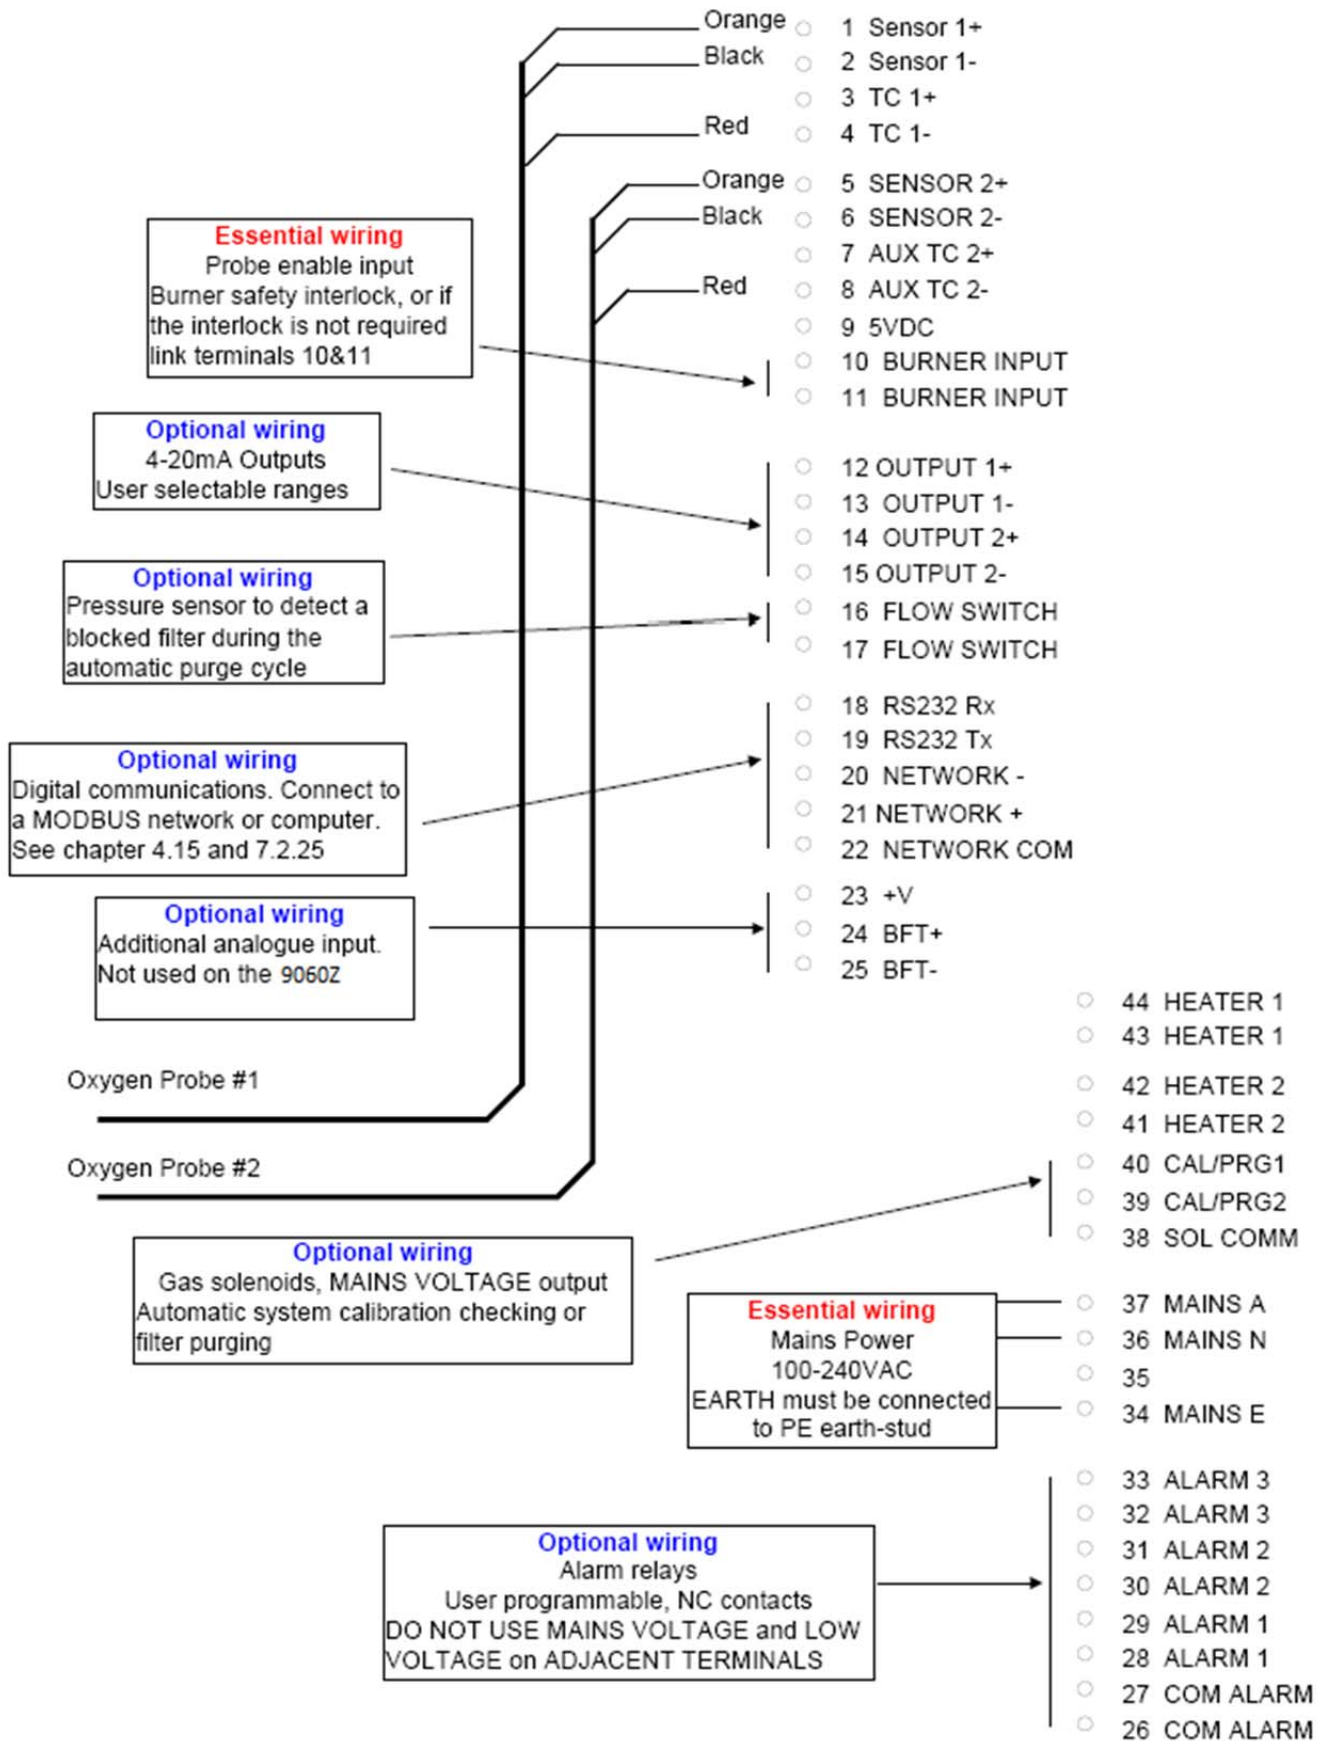 Orange
1 Sensor 1+
Black
2 Sensor 1-
3 TC 1+
Red
4 TC 1-
Orange
5 SENSOR 2+
Black
6 SENSOR 2-
7 AUX TC 2+
Red
8 AUX TC 2-
9 5VDC
10 BURNER INPUT
11 BURNER INPUT
Essential wiring
Probe enable input
Burner safety interlock, or if
the interlock is not required
link terminals 10&11
12 OUTPUT 1+
13 OUTPUT 1-
14 OUTPUT 2+
15 OUTPUT 2-
Optional wiring
4-20mA Outputs
User selectable ranges
16 FLOW SWITCH
17 FLOW SWITCH
Optional wiring
Pressure sensor to detect a
blocked filter during the
automatic purge cycle
18 RS232 Rx
19 RS232 Tx
20 NETWORK -
21 NETWORK +
22 NETWORK COM
Optional wiring
Digital communications. Connect to
a MODBUS network or computer.
See chapter 4.15 and 7.2.25
23 +V
24 BFT+
25 BFT-
Optional wiring
Additional analogue input.
Not used on the 9060Z
44 HEATER 1
43 HEATER 1
42 HEATER 2
41 HEATER 2
Oxygen Probe #1
Oxygen Probe #2
40 CAL/PRG1
39 CAL/PRG2
38 SOL COMM
Optional wiring
Gas solenoids, MAINS VOLTAGE output
Automatic system calibration checking or
filter purging
37 MAINS A
36 MAINS N
35
34 MAINS E
Essential wiring
Mains Power
100-240VAC
EARTH must be connected
to PE earth-stud
33 ALARM 3
32 ALARM 3
31 ALARM 2
30 ALARM 2
29 ALARM 1
28 ALARM 1
27 COM ALARM
26 COM ALARM
Optional wiring
Alarm relays
User programmable, NC contacts
DO NOT USE MAINS VOLTAGE and LOW
VOLTAGE on ADJACENT TERMINALS